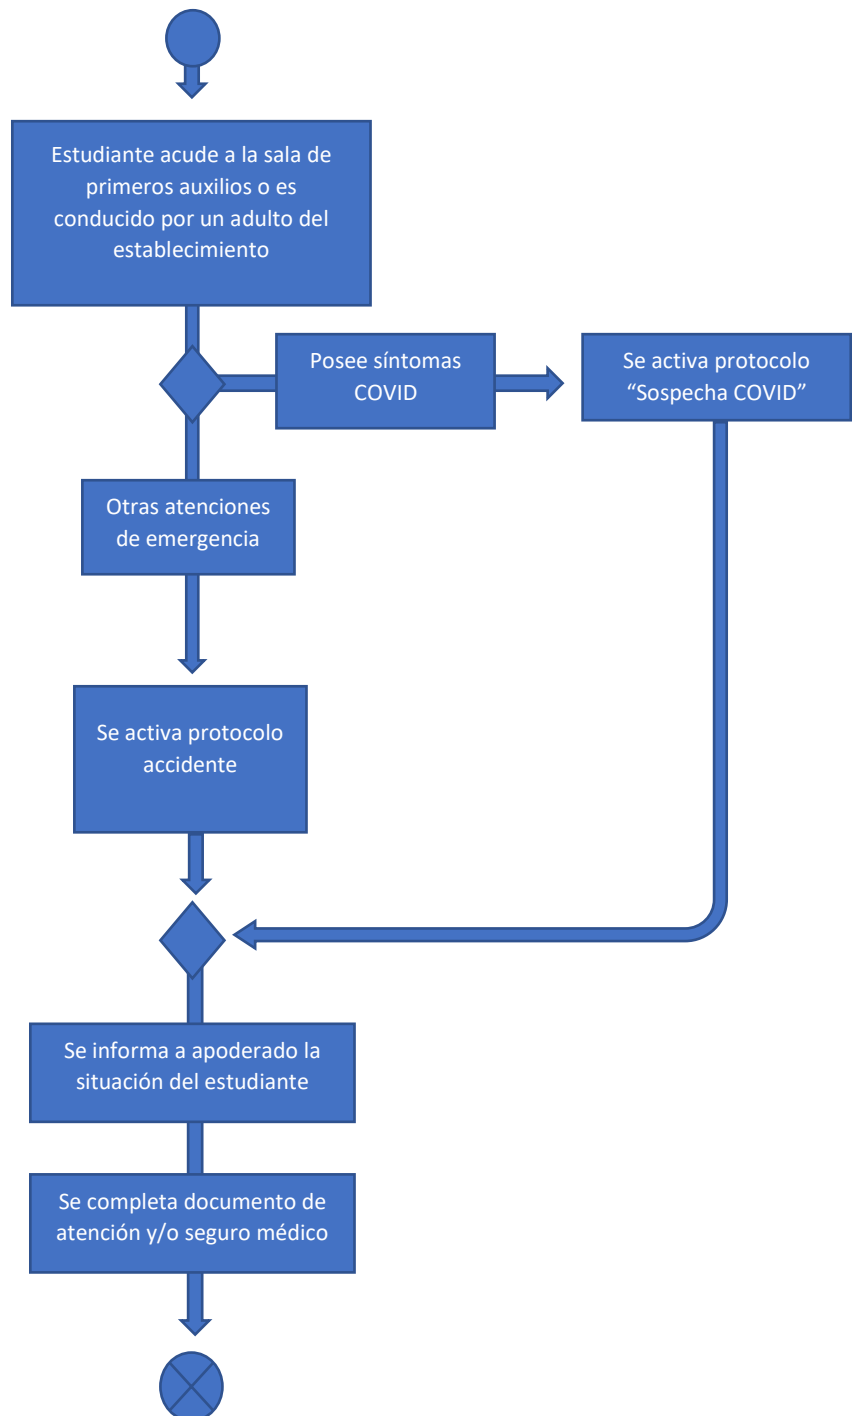 Estudiante acude a la sala de
primeros auxilios o es
conducido por un adulto del
establecimiento
Posee síntomas
COVID
Se activa protocolo
“Sospecha COVID”
Otras atenciones
de emergencia
Se activa protocolo
accidente
Se informa a apoderado la
situación del estudiante
Se completa documento de
atención y/o seguro médico